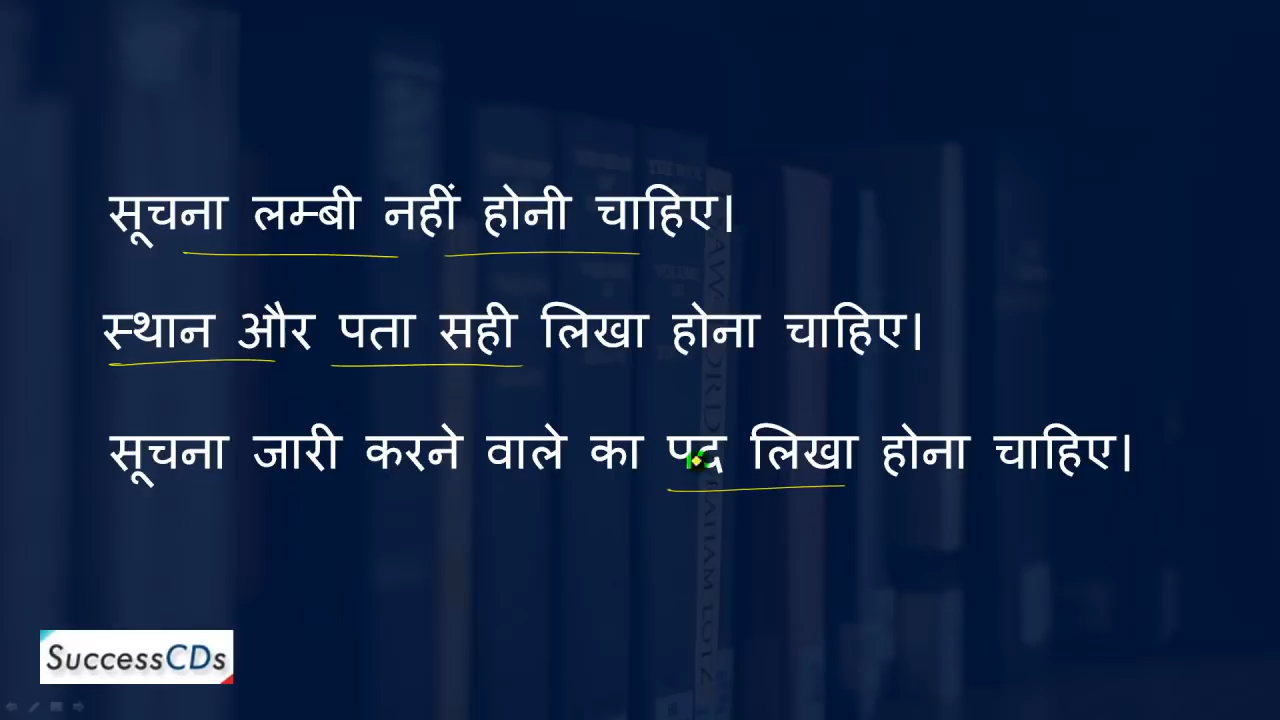 सूचना लम्बी नहीं होनी चाहिए।
स्थान और पता सही लिखा होना चाहिए।
सूचना जारी करने वाले का पद लिखा होना चाहिए।
SuccessCDs